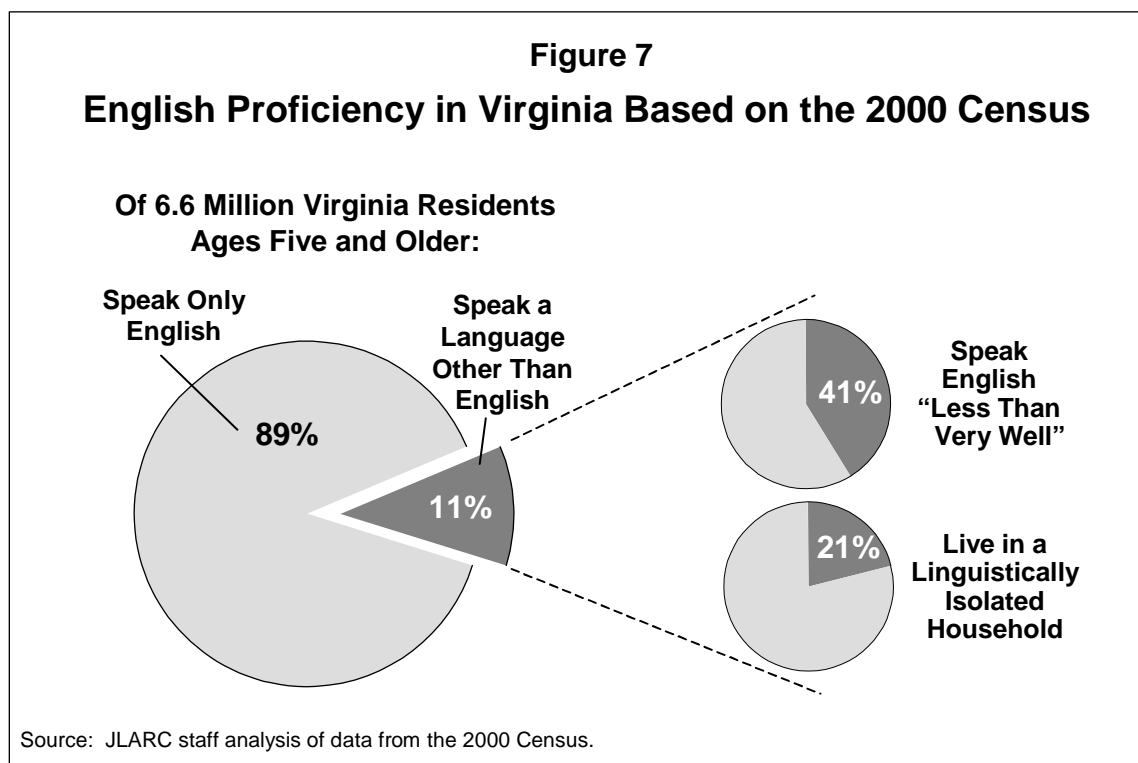 Figure 7
English Proficiency in Virginia Based on the 2000 Census
Of 6.6 Million Virginia Residents
Ages Five and Older:
Speak Only
English
89%
Speak a
Language
Other Than
English
11%
41%
Speak
English
“Less Than
Very Well”
21%
Live in a
Linguistically
Isolated
Household
Source:  JLARC staff analysis of data from the 2000 Census.